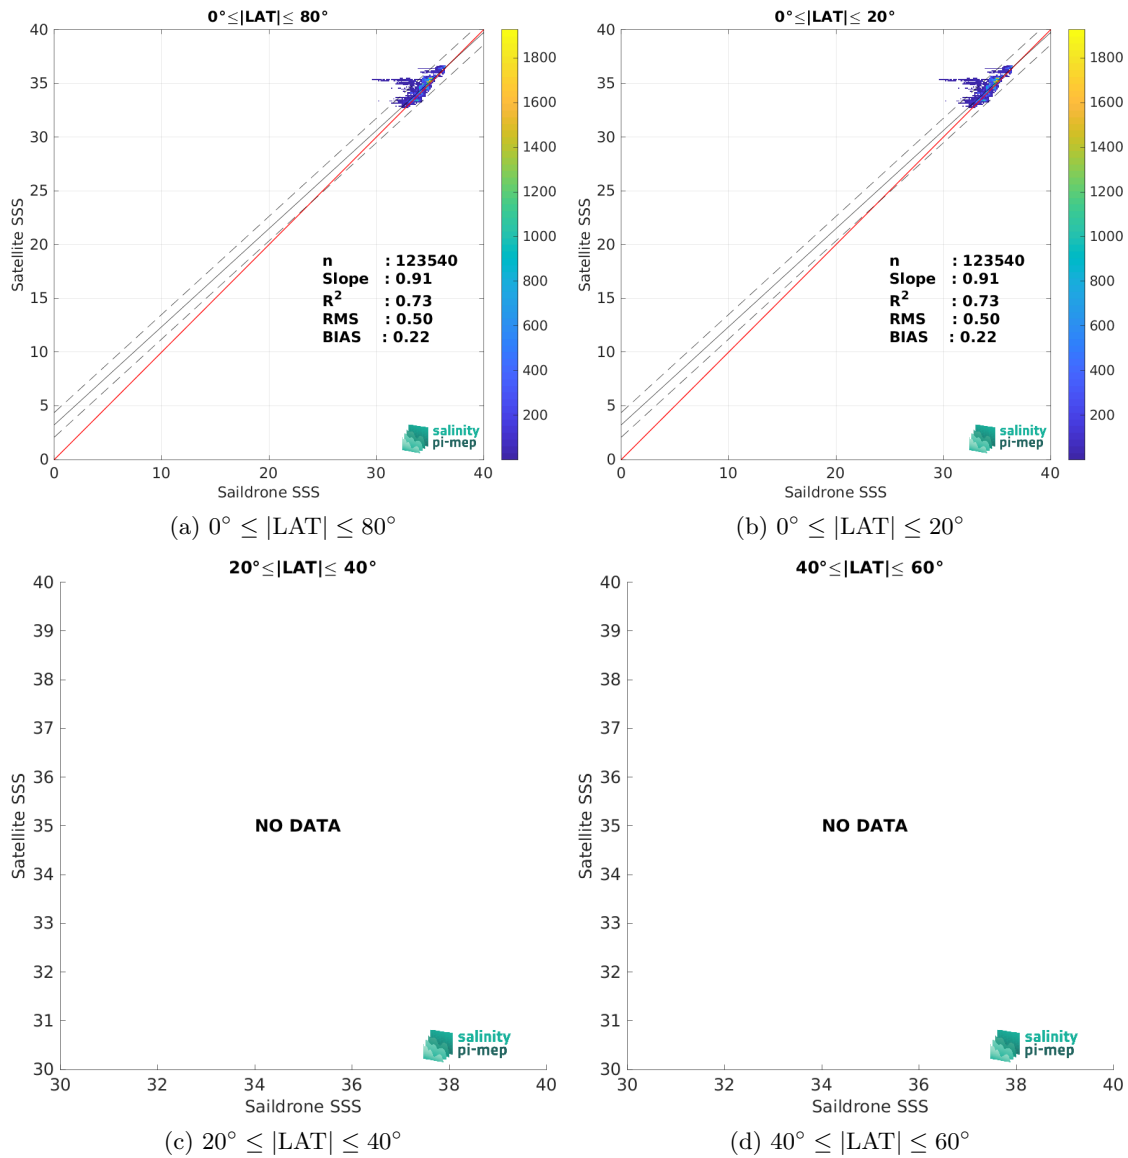 0°≤|LAT|≤ 80°
40
35
30
25
20
15
10
5
0
Satellite SSS
n : 123540
Slope : 0.91
R² : 0.73
RMS : 0.50
BIAS : 0.22
salinity
pi-mep
0 10 20 30 40
Saildrone SSS
1800
1600
1400
1200
1000
800
600
400
200
(a) 0° ≤ |LAT| ≤ 80°
0°≤|LAT|≤ 20°
40
35
30
25
20
15
10
5
0
Satellite SSS
n : 123540
Slope : 0.91
R² : 0.73
RMS : 0.50
BIAS : 0.22
salinity
pi-mep
0 10 20 30 40
Saildrone SSS
1800
1600
1400
1200
1000
800
600
400
200
(b) 0° ≤ |LAT| ≤ 20°
20°≤|LAT|≤ 40°
40
39
38
37
36
35
34
33
32
31
30
Satellite SSS
NO DATA
salinity
pi-mep
30 32 34 36 38 40
Saildrone SSS
(c) 20° ≤ |LAT| ≤ 40°
40°≤|LAT|≤ 60°
40
39
38
37
36
35
34
33
32
31
30
Satellite SSS
NO DATA
salinity
pi-mep
30 32 34 36 38 40
Saildrone SSS
(d) 40° ≤ |LAT| ≤ 60°